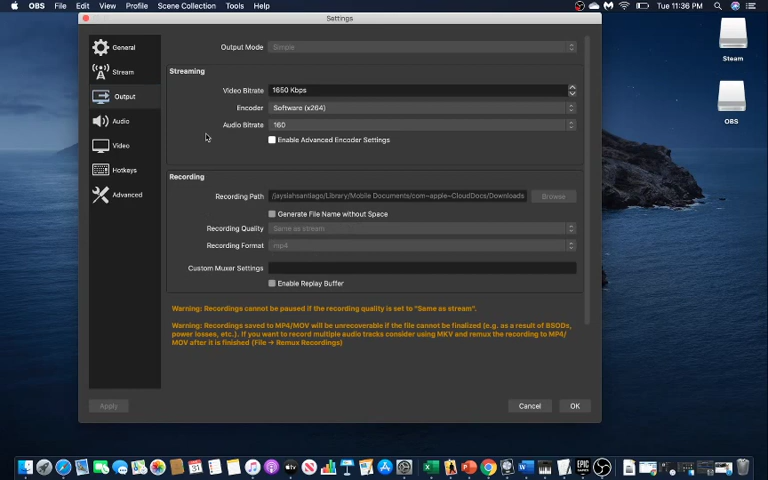 OBS File Edit View Profile Scene Collection Tools Help
Tue 11:36 PM
Settings
General
Stream
Output
Audio
Video
Hotkeys
Advanced
Output Mode Simple
Streaming
Video Bitrate 1650 Kbps
Encoder Software (x264)
Audio Bitrate 160
Enable Advanced Encoder Settings
Recording
Recording Path /jaysiahsantiago/Library/Mobile Documents/com~apple~CloudDocs/Downloads Browse
Generate File Name without Space
Recording Quality Same as stream
Recording Format mp4
Custom Muxer Settings
Enable Replay Buffer
Warning: Recordings cannot be paused if the recording quality is set to "Same as stream".
Warning: Recordings saved to MP4/MOV will be unrecoverable if the file cannot be finalized (e.g. as a result of BSODs,
power losses, etc.). If you want to record multiple audio tracks consider using MKV and remux the recording to MP4/
MOV after it is finished (File → Remux Recordings)
Apply
Cancel OK
Steam
OBS